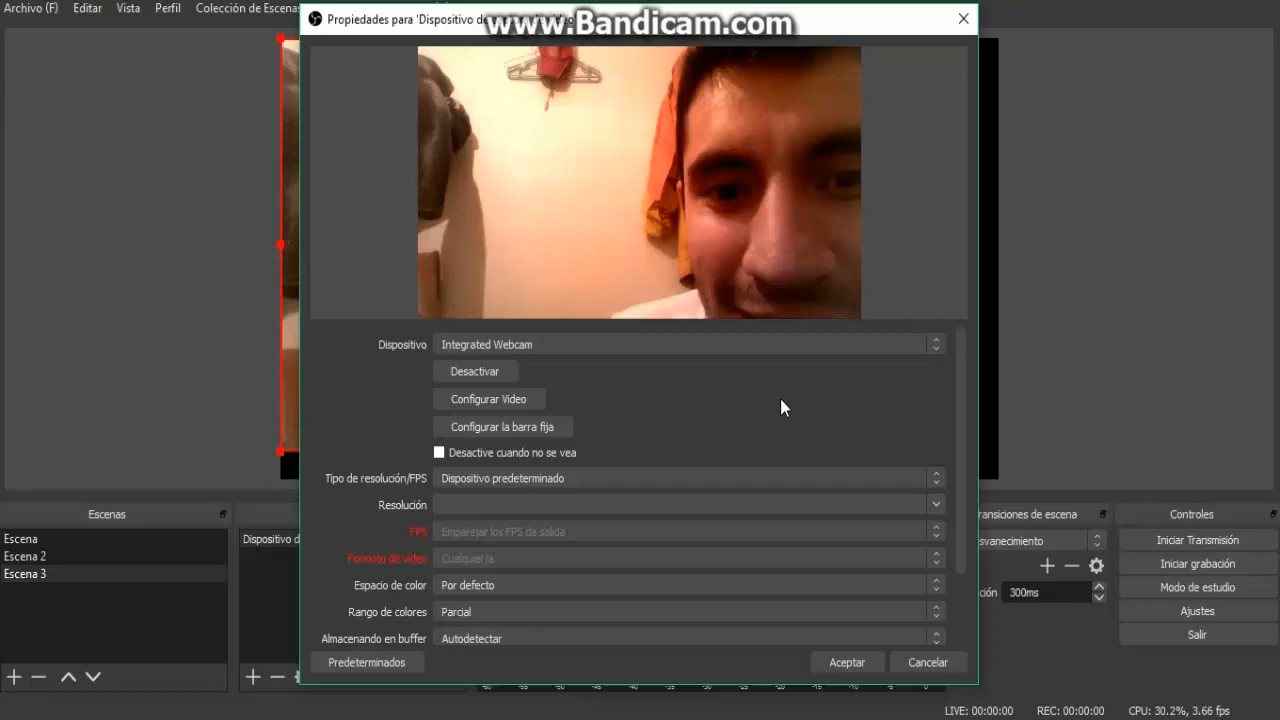 Archivo (F) Editar Vista Perfil Colección de Escenas
Propiedades para 'Dispositivo de
www.Bandicam.com
Dispositivo Integrated Webcam
Desactivar
Configurar Video
Configurar la barra fija
Desactive cuando no se vea
Tipo de resolución/FPS Dispositivo predeterminado
Resolución
FPS Emparejar los FPS de salida
Formato de video Cualquier/a
Espacio de color Por defecto
Rango de colores Parcial
Almacenando en buffer Autodetectar
Predeterminados Aceptar Cancelar
Escenas
Escena
Escena 2
Escena 3
Dispositivo d
ransiciones de escena
svanecimiento
ión 300ms
Controles
Iniciar Transmisión
Iniciar grabación
Modo de estudio
Ajustes
Salir
LIVE: 00:00:00 REC: 00:00:00 CPU: 30.2%, 3.66 fps